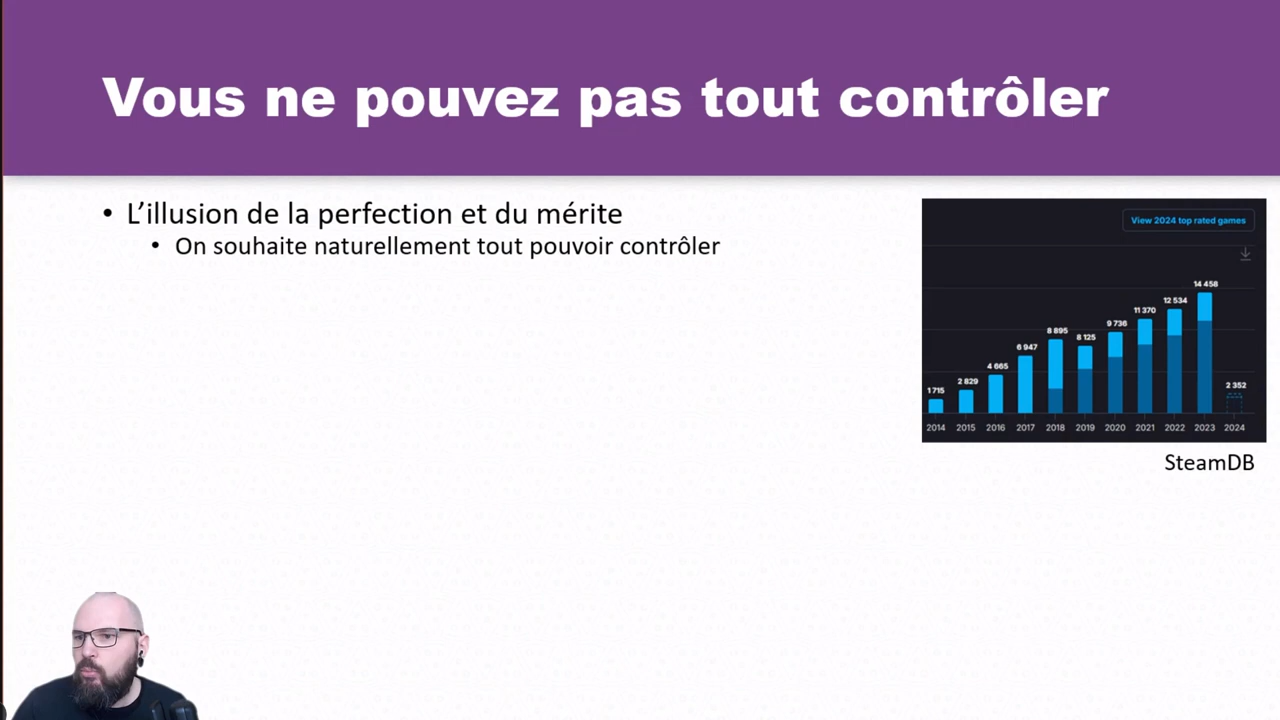 Vous ne pouvez pas tout contrôler
• L’illusion de la perfection et du mérite
• On souhaite naturellement tout pouvoir contrôler
View 2024 top rated games
1 715
2 829
4 665
6 947
8 895
8 125
9 736
11 370
12 534
14 458
2 352
2014 2015 2016 2017 2018 2019 2020 2021 2022 2023 2024
SteamDB